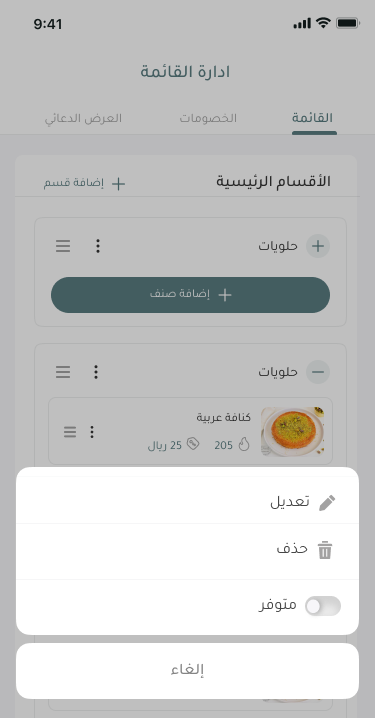 9:41
ادارة القائمة
القائمة
الخصومات
العرض الدعائي
الأقسام الرئيسية
إضافة قسم
حلويات
إضافة صنف
حلويات
كنافة عربية
205
25 ريال
تعديل
حذف
متوفر
إلغاء